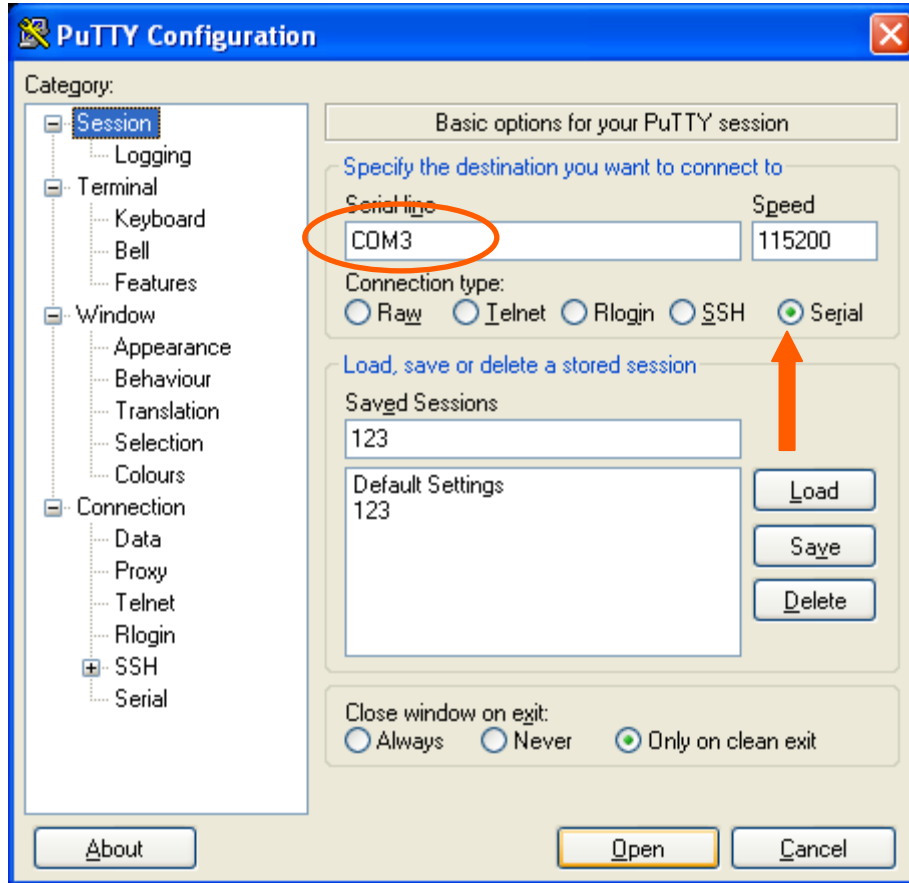 PuTTY Configuration
Category:
Session
Logging
Terminal
Keyboard
Bell
Features
Window
Appearance
Behaviour
Translation
Selection
Colours
Connection
Data
Proxy
Telnet
Rlogin
SSH
Serial
Basic options for your PuTTY session
Specify the destination you want to connect to
Serial line Speed
COM3 115200
Connection type:
Raw Telnet Rlogin SSH Serial
Load, save or delete a stored session
Saved Sessions
123
Default Settings
123
Load
Save
Delete
Close window on exit:
Always Never Only on clean exit
About Open Cancel